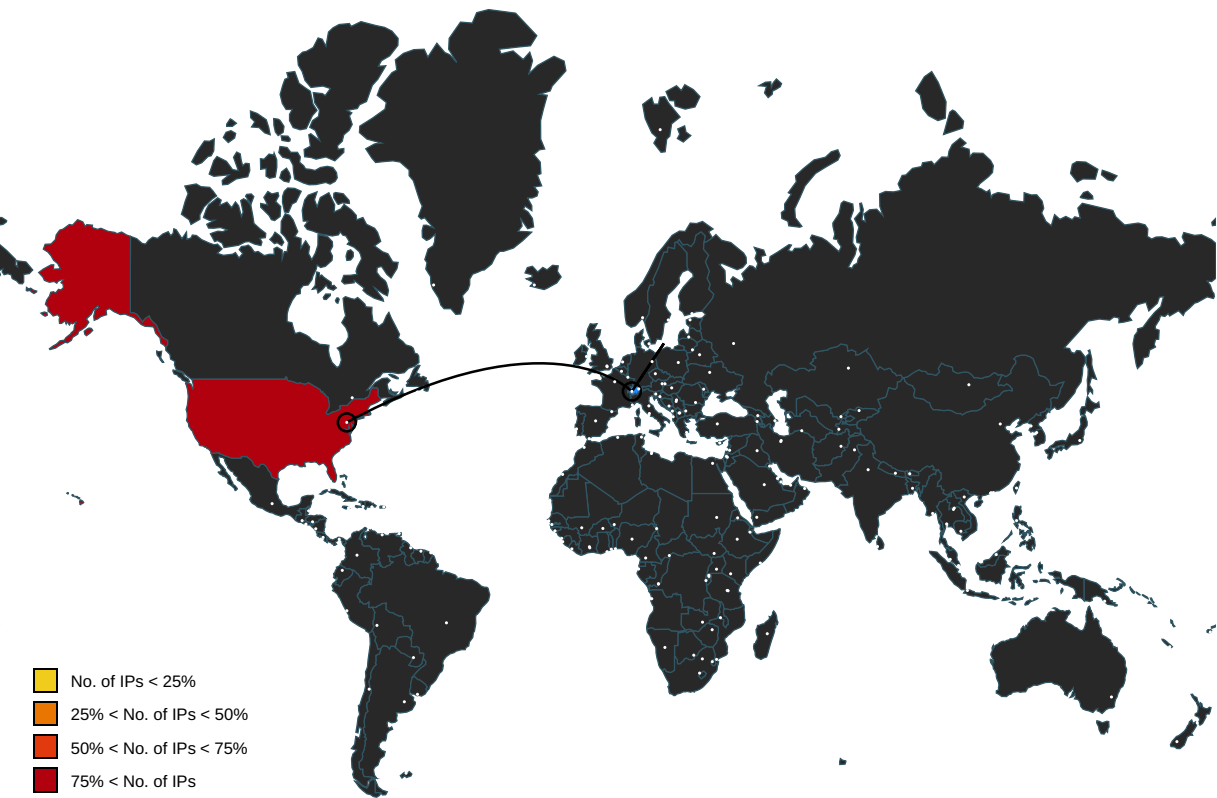 No. of IPs < 25%
25% < No. of IPs < 50%
50% < No. of IPs < 75%
75% < No. of IPs